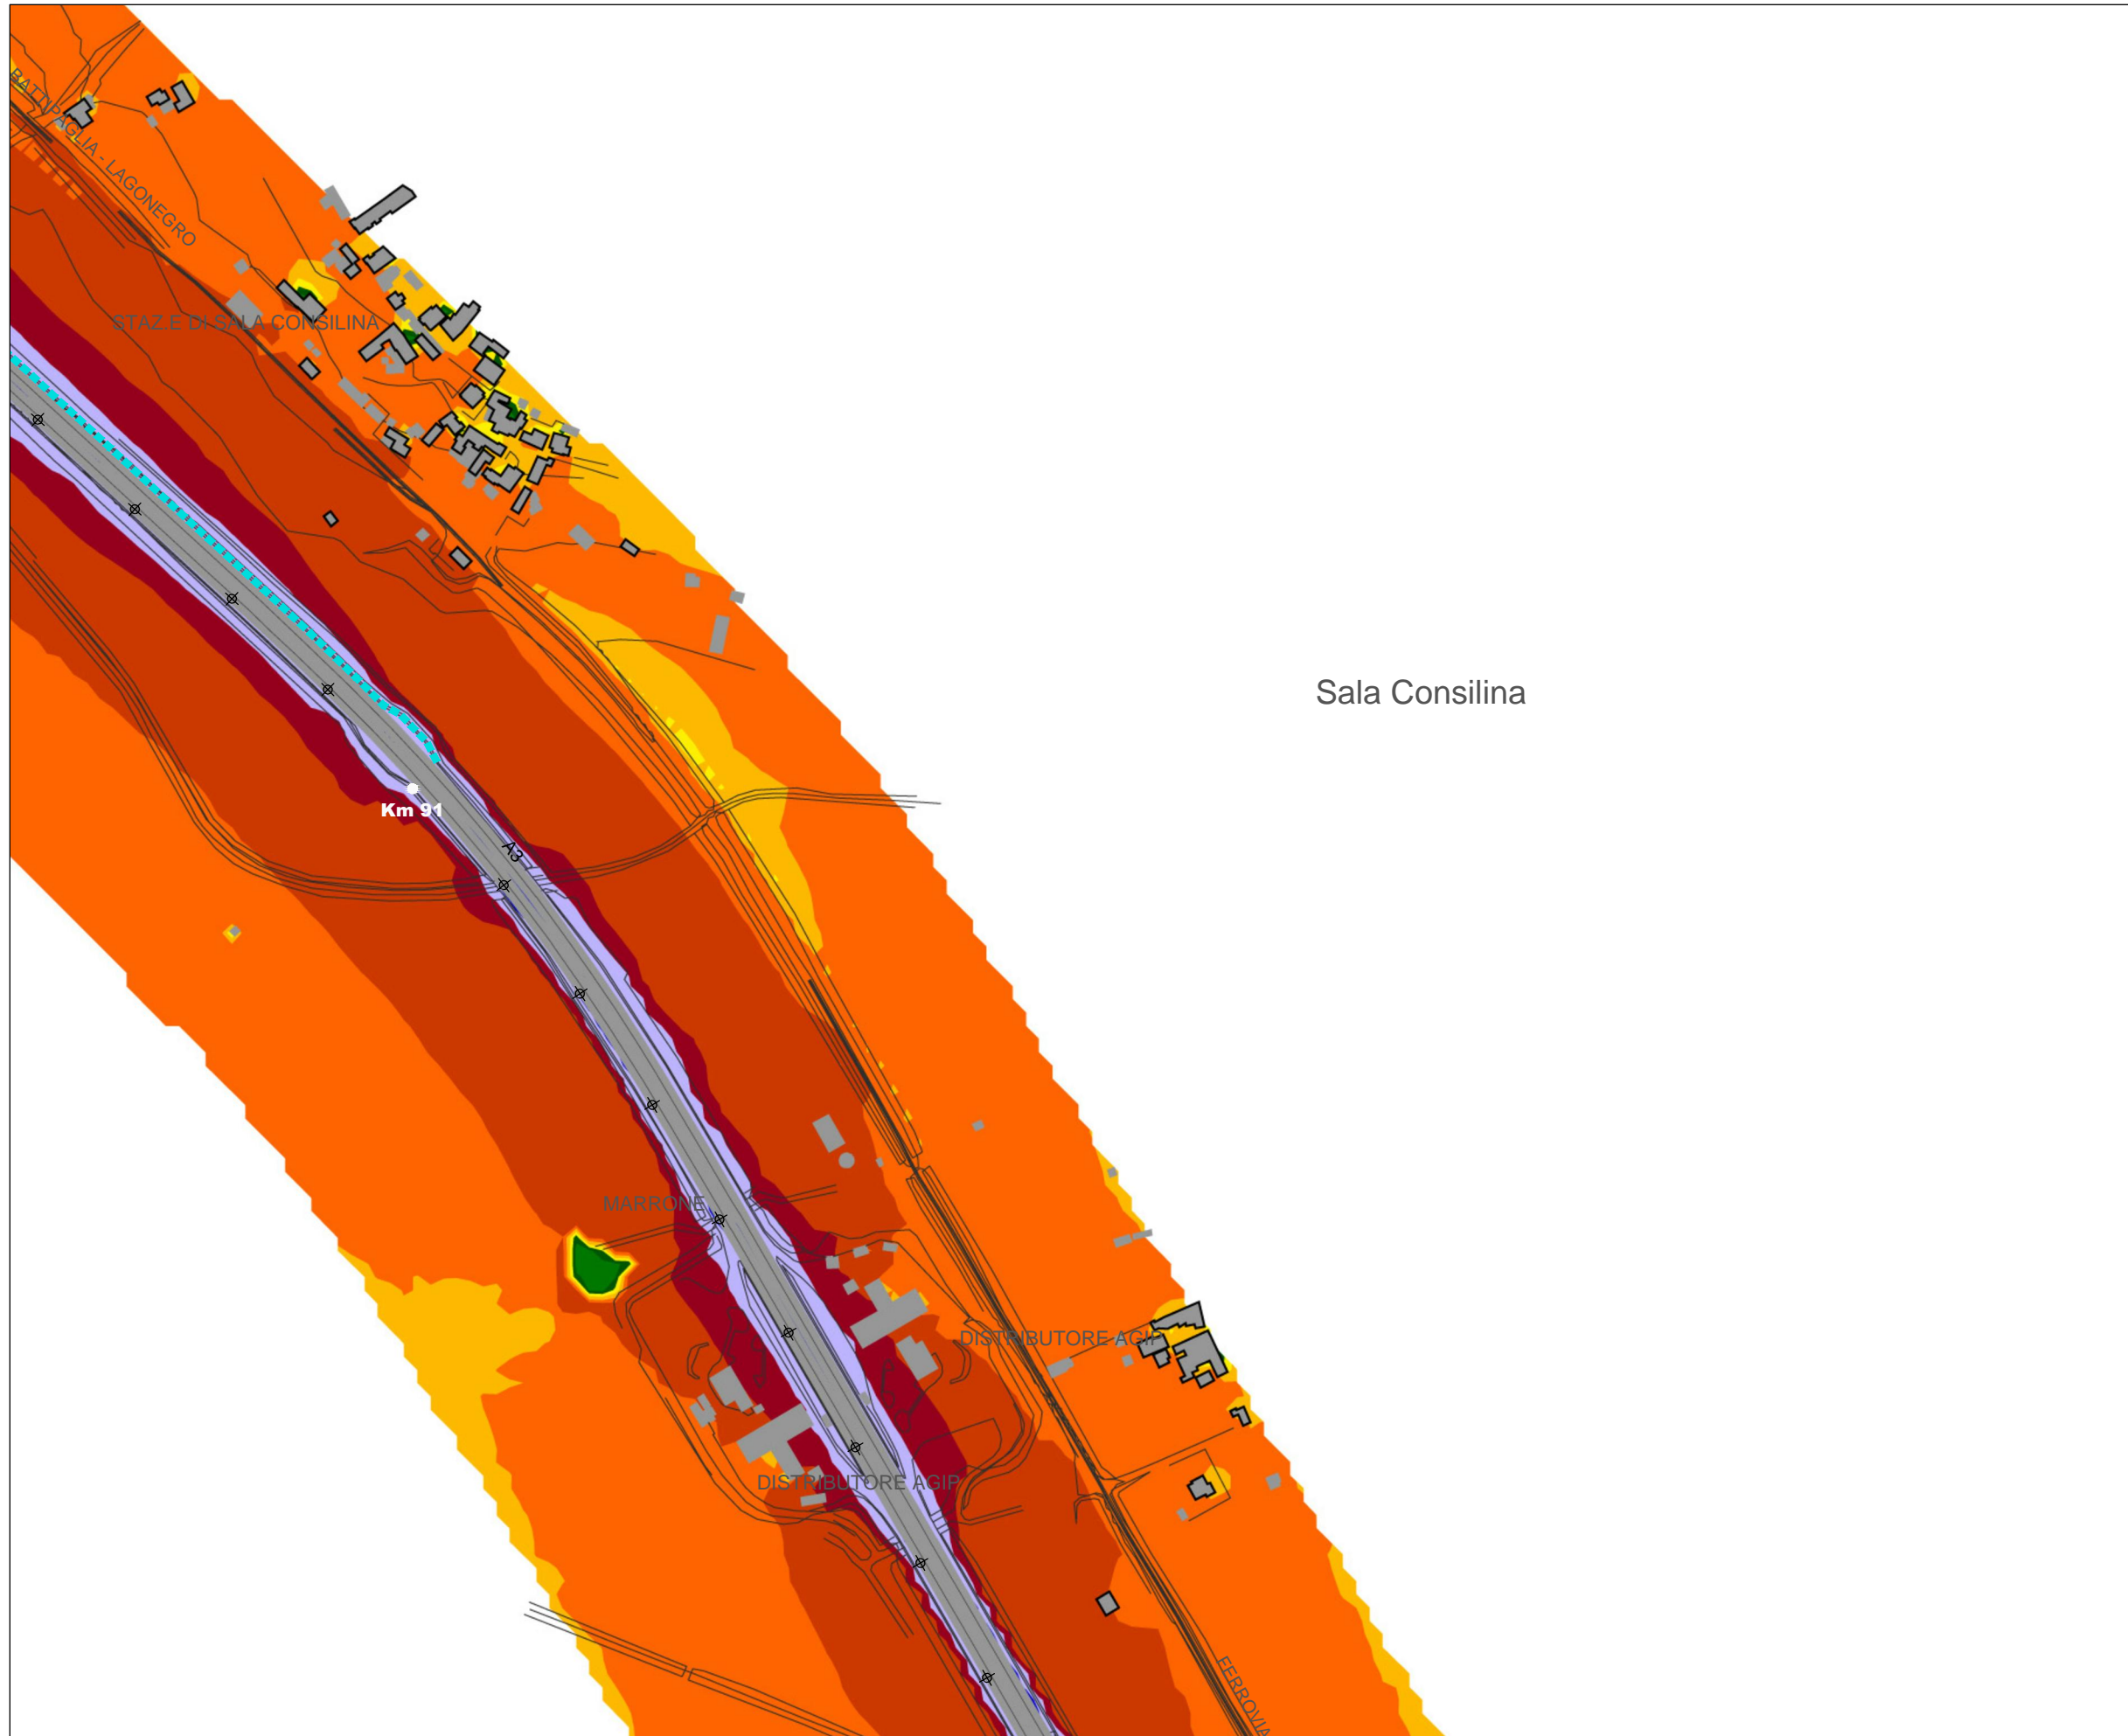 BATTIPAGLIA - LAGONEGRO
STAZ.E DI SALA CONSILINA
Sala Consilina
Km 91
A3
MARRONE
DISTRIBUTORE AGIP
DISTRIBUTORE AGIP
FERROVIA